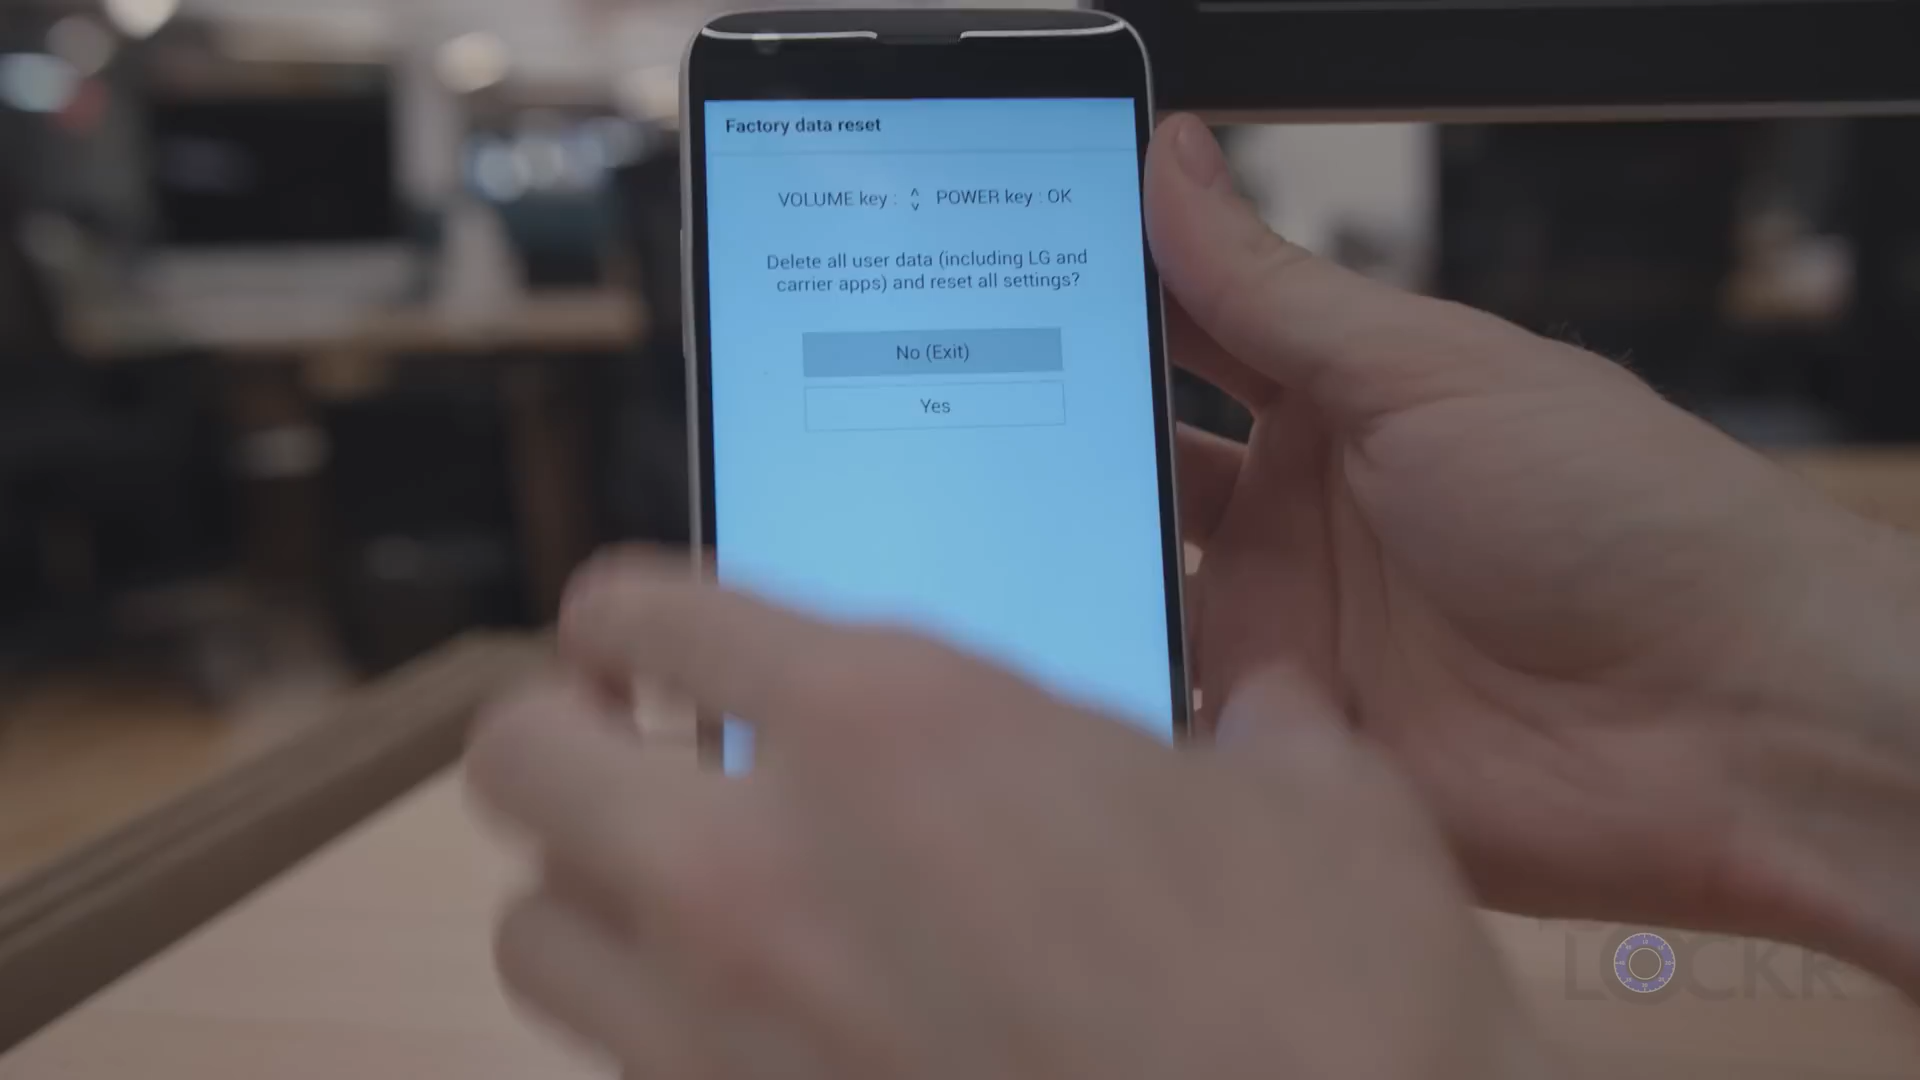 Factory data reset
VOLUME key : POWER key : OK
Delete all user data (including LG and
carrier apps) and reset all settings?
No (Exit)
Yes
LOCKR